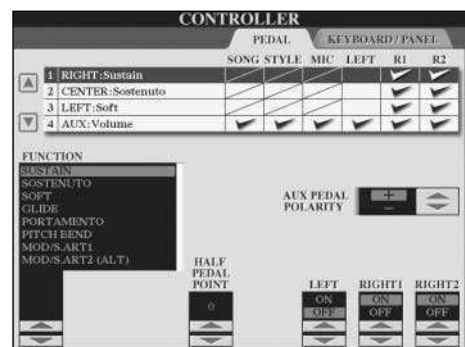 CONTROLLER
PEDAL KEYBOARD/PANEL
SONG STYLE MIC LEFT R1 R2
1 RIGHT:Sustain
2 CENTER:Sostenuto
3 LEFT:Soft
4 AUX:Volume
FUNCTION
SUSTAIN
SOSTENUTO
SOFT
GLIDE
PORTAMENTO
PITCH BEND
MOD/S.ART1
MOD/S.ART2 (ALT)
AUX PEDAL
POLARITY
+
−
HALF
PEDAL
POINT
0
LEFT RIGHT1 RIGHT2
ON ON ON
OFF OFF OFF